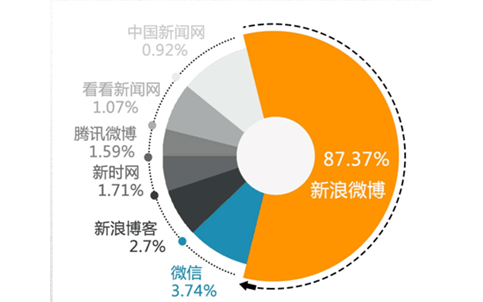 中国新闻网
0.92%
看看新闻网
1.07%
腾讯微博
1.59%
新时网
1.71%
新浪博客
2.7%
微信
3.74%
87.37%
新浪微博